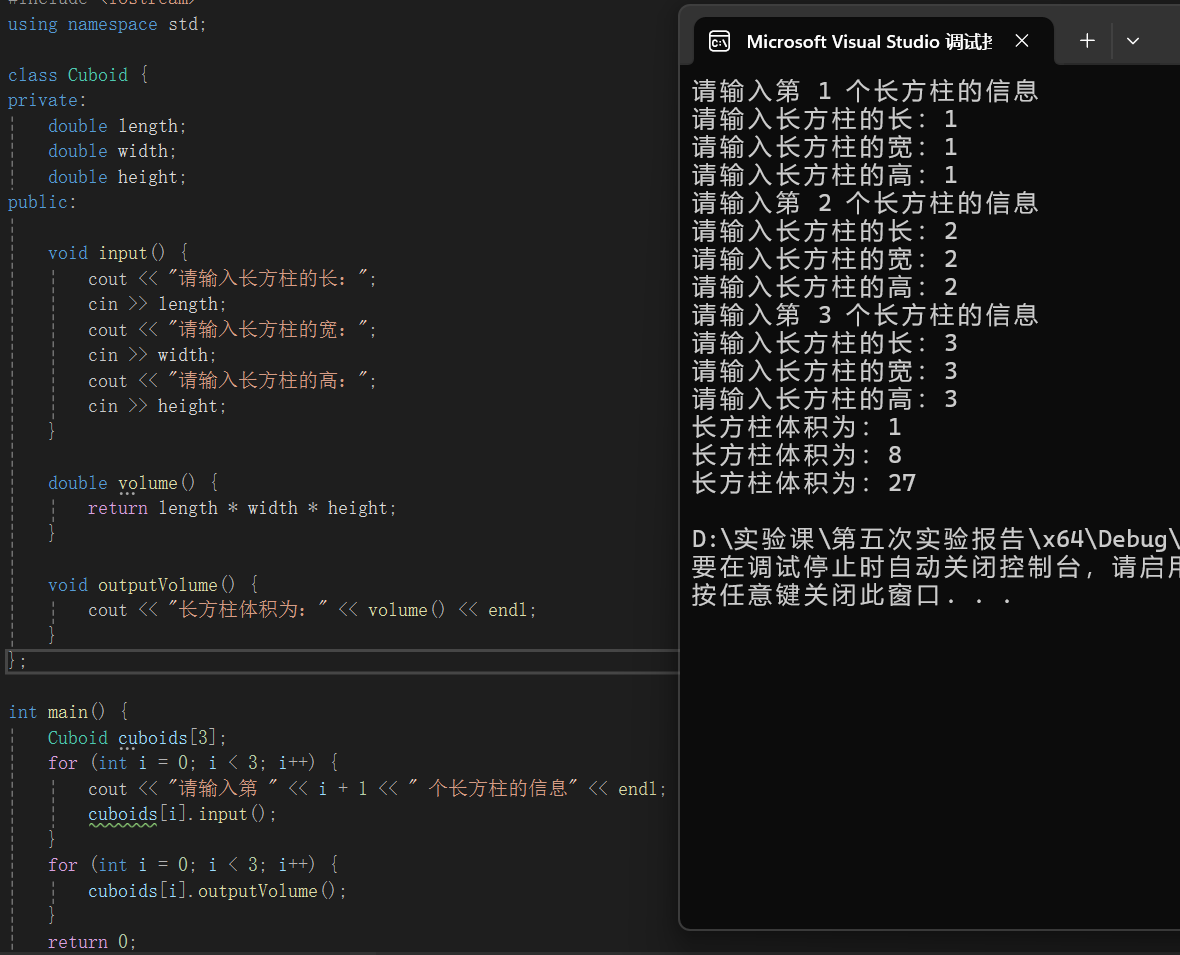 #include <iostream>
using namespace std;
class Cuboid {
private:
double length;
double width;
double height;
public:
void input() {
cout << "请输入长方柱的长：";
cin >> length;
cout << "请输入长方柱的宽：";
cin >> width;
cout << "请输入长方柱的高：";
cin >> height;
}
double volume() {
return length * width * height;
}
void outputVolume() {
cout << "长方柱体积为：" << volume() << endl;
}
};
int main() {
Cuboid cuboids[3];
for (int i = 0; i < 3; i++) {
cout << "请输入第 " << i + 1 << " 个长方柱的信息" << endl;
cuboids[i].input();
}
for (int i = 0; i < 3; i++) {
cuboids[i].outputVolume();
}
return 0;
Microsoft Visual Studio 调试
请输入第 1 个长方柱的信息
请输入长方柱的长：1
请输入长方柱的宽：1
请输入长方柱的高：1
请输入第 2 个长方柱的信息
请输入长方柱的长：2
请输入长方柱的宽：2
请输入长方柱的高：2
请输入第 3 个长方柱的信息
请输入长方柱的长：3
请输入长方柱的宽：3
请输入长方柱的高：3
长方柱体积为：1
长方柱体积为：8
长方柱体积为：27
D:\实验课\第五次实验报告\x64\Debug\
要在调试停止时自动关闭控制台，请启用
按任意键关闭此窗口. . .